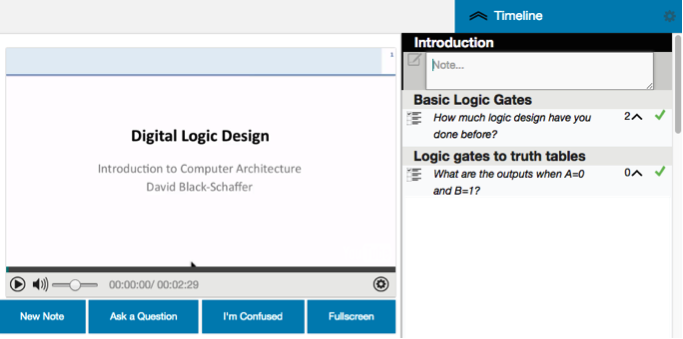 Timeline
1
Digital Logic Design
Introduction to Computer Architecture
David Black-Schaffer
00:00:00/ 00:02:29
New Note
Ask a Question
I'm Confused
Fullscreen
Introduction
Note...
Basic Logic Gates
How much logic design have you
done before?
2
Logic gates to truth tables
What are the outputs when A=0
and B=1?
0